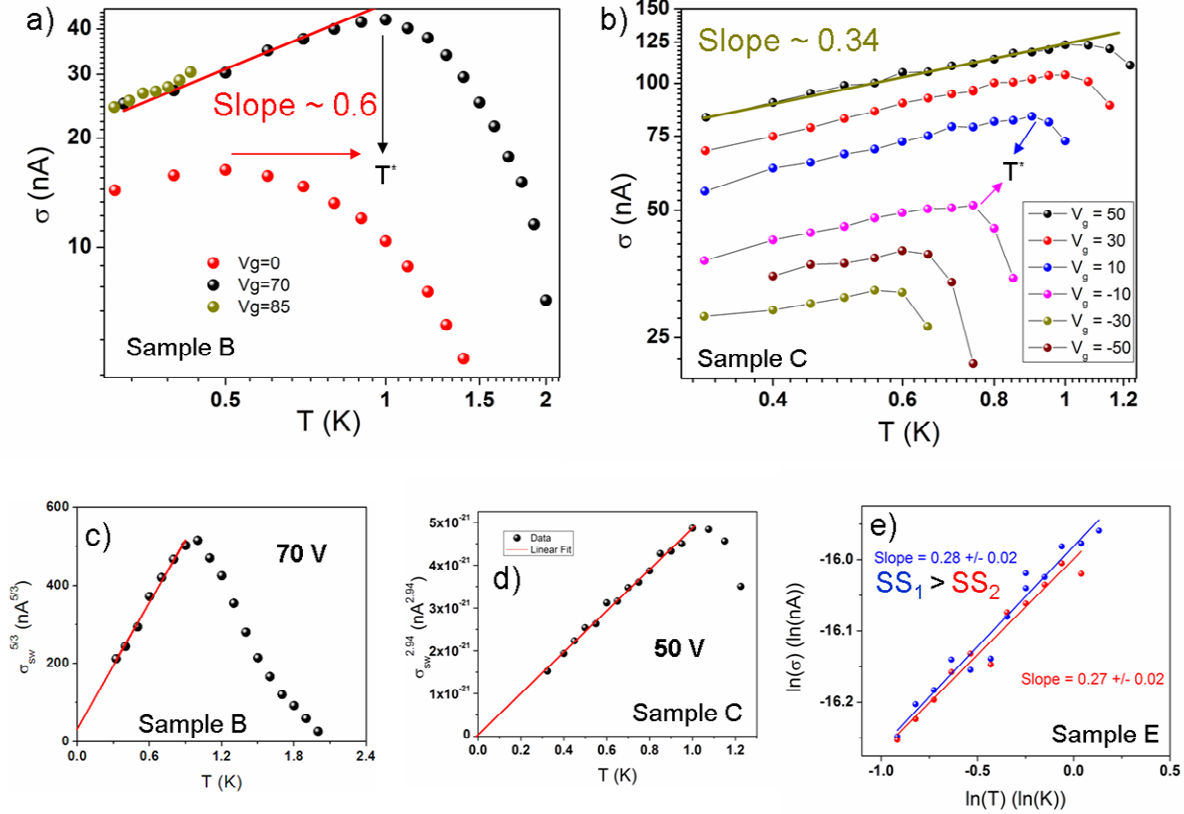 a)
40
30
20
10
σ (nA)
Slope ~ 0.6
T*
Vg=0
Vg=70
Vg=85
Sample B
0.5
1
2
T (K)
b)
150
125
100
75
50
25
σ (nA)
Slope ~ 0.34
T*
Vg = 50
Vg = 30
Vg = 10
Vg = -10
Vg = -30
Vg = -50
Sample C
0.4
0.6
0.8
1
1.2
T (K)
c)
600
400
200
0
σsw^5/3 (nA^5/3)
70 V
Sample B
0.0
0.6
1.2
1.8
2.4
T (K)
d)
5x10^-21
4x10^-21
3x10^-21
2x10^-21
1x10^-21
0
σsw^2.94 (nA^2.94)
Data
Linear Fit
50 V
Sample C
0.0
0.2
0.4
0.6
0.8
1.0
1.2
T (K)
e)
-16.0
-16.1
-16.2
ln(σ) (ln(nA))
Slope = 0.28 +/- 0.02
SS1 > SS2
Slope = 0.27 +/- 0.02
Sample E
-1.0
-0.5
0.0
0.5
ln(T) (ln(K))